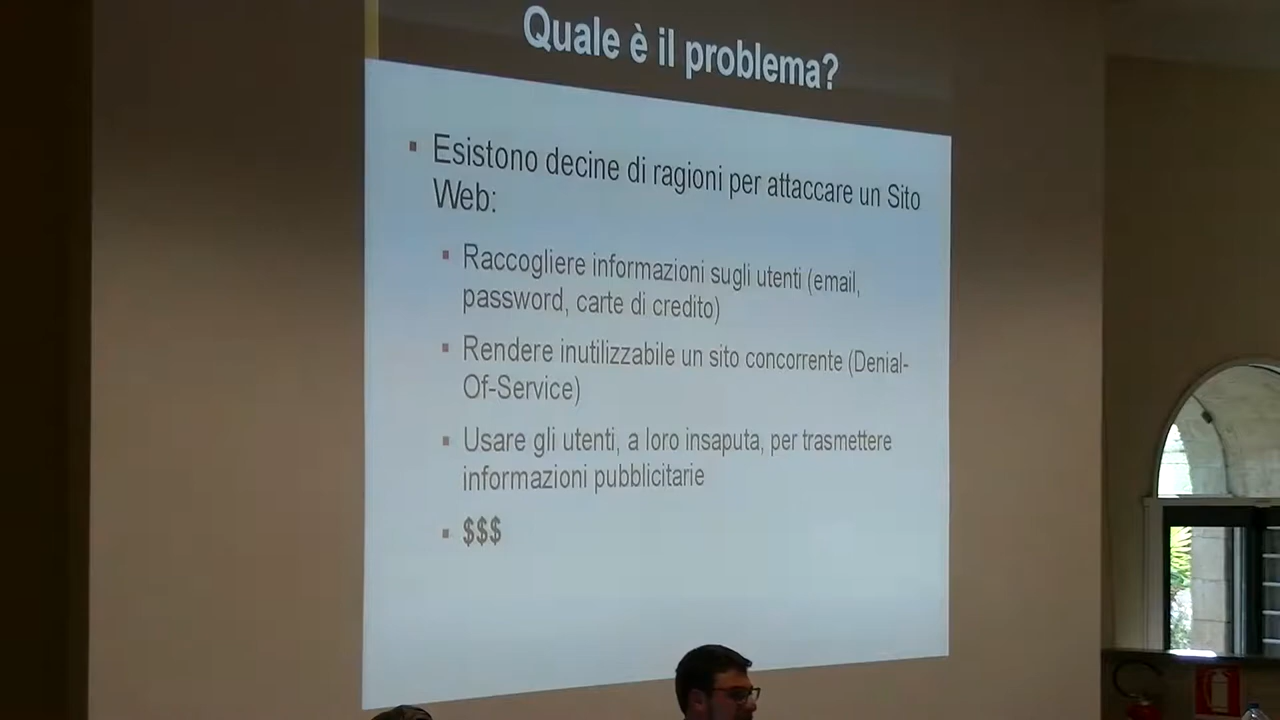 Quale è il problema?
Esistono decine di ragioni per attaccare un Sito
Web:
Raccogliere informazioni sugli utenti (email,
password, carte di credito)
Rendere inutilizzabile un sito concorrente (Denial-
Of-Service)
Usare gli utenti, a loro insaputa, per trasmettere
informazioni pubblicitarie
$$$